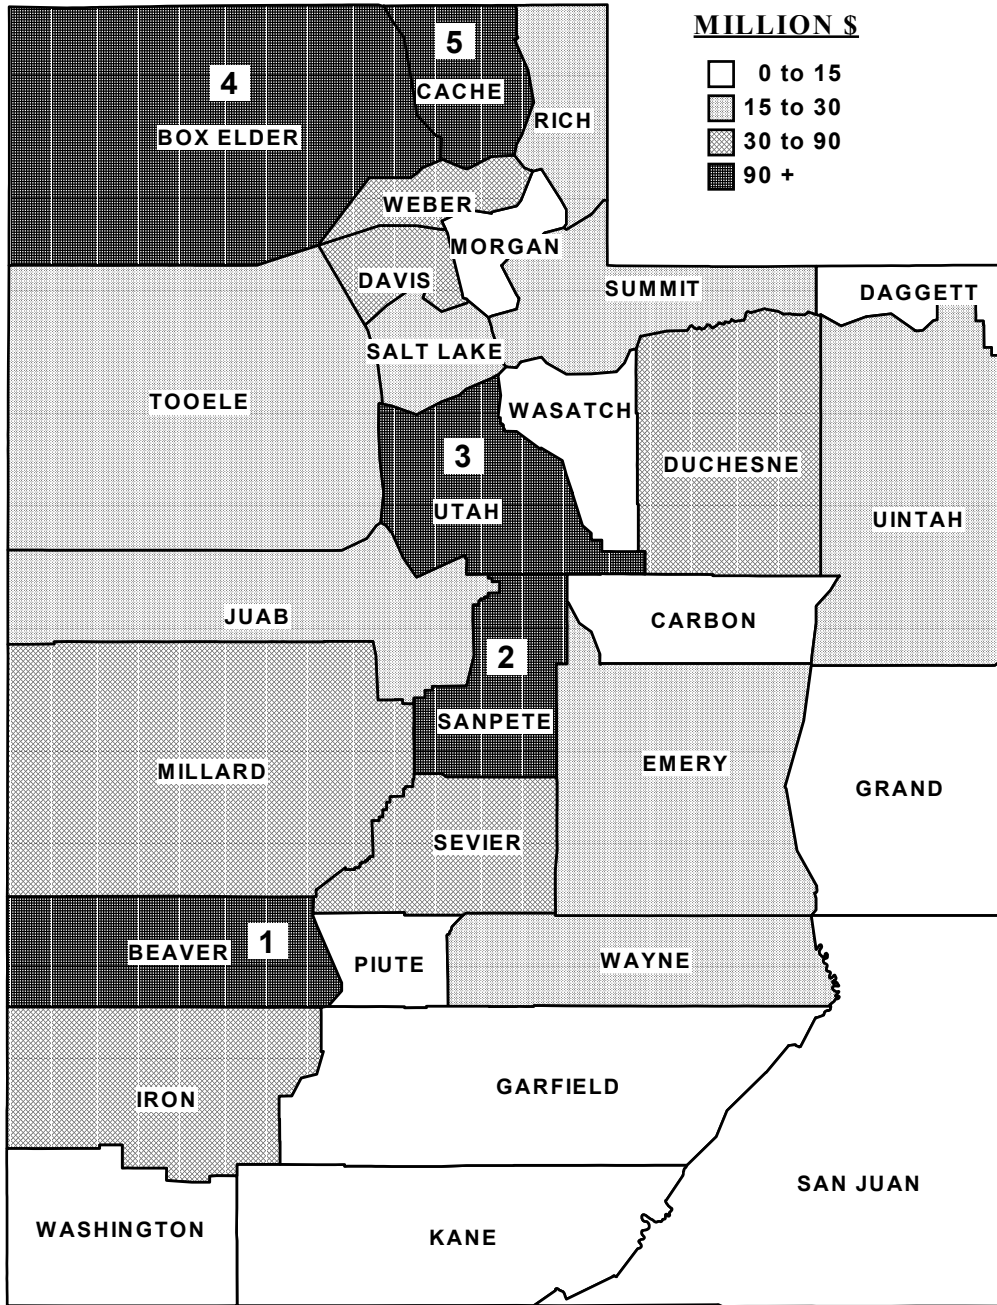 MILLION $
0 to 15
15 to 30
30 to 90
90 +
5
CACHE
4
BOX ELDER
RICH
WEBER
MORGAN
DAVIS
SUMMIT
DAGGETT
SALT LAKE
TOOELE
WASATCH
3
DUCHESNE
UTAH
UINTAH
JUAB
CARBON
2
SANPETE
MILLARD
EMERY
GRAND
SEVIER
1
BEAVER
PIUTE
WAYNE
GARFIELD
IRON
SAN JUAN
WASHINGTON
KANE